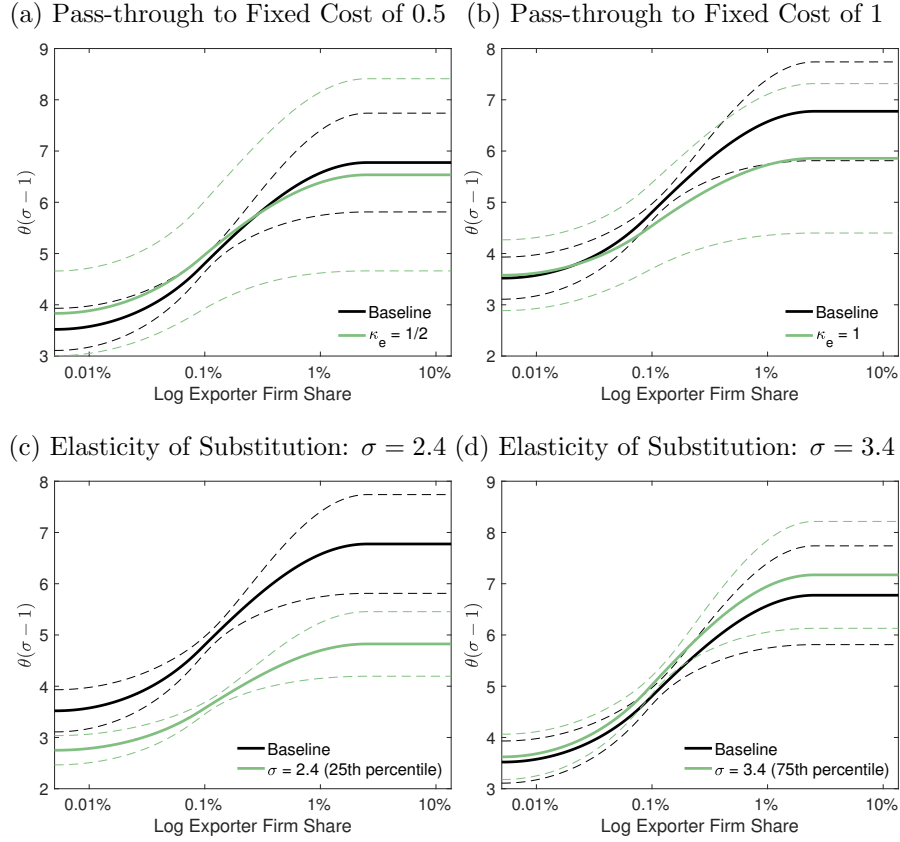 (a) Pass-through to Fixed Cost of 0.5
(b) Pass-through to Fixed Cost of 1
9
8
7
6
5
4
3
θ(σ − 1)
0.01%
0.1%
1%
10%
Log Exporter Firm Share
Baseline
κe = 1/2
8
7
6
5
4
3
2
θ(σ − 1)
0.01%
0.1%
1%
10%
Log Exporter Firm Share
Baseline
κe = 1
(c) Elasticity of Substitution: σ = 2.4
(d) Elasticity of Substitution: σ = 3.4
8
7
6
5
4
3
2
θ(σ − 1)
0.01%
0.1%
1%
10%
Log Exporter Firm Share
Baseline
σ = 2.4 (25th percentile)
9
8
7
6
5
4
3
θ(σ − 1)
0.01%
0.1%
1%
10%
Log Exporter Firm Share
Baseline
σ = 3.4 (75th percentile)